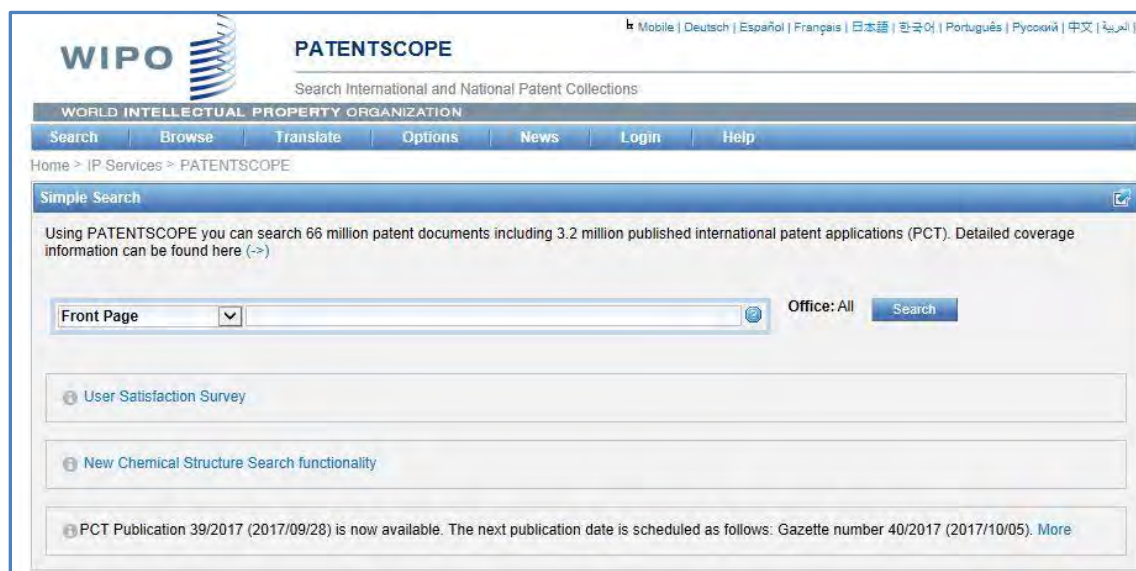 Mobile | Deutsch | Español | Français | 日本語 | 한국어 | Português | Русский | 中文 | العربية |
WIPO
PATENTSCOPE
Search International and National Patent Collections
WORLD INTELLECTUAL PROPERTY ORGANIZATION
Search Browse Translate Options News Login Help
Home > IP Services > PATENTSCOPE
Simple Search
Using PATENTSCOPE you can search 66 million patent documents including 3.2 million published international patent applications (PCT). Detailed coverage
information can be found here (->)
Front Page Office: All Search
User Satisfaction Survey
New Chemical Structure Search functionality
PCT Publication 39/2017 (2017/09/28) is now available. The next publication date is scheduled as follows: Gazette number 40/2017 (2017/10/05). More